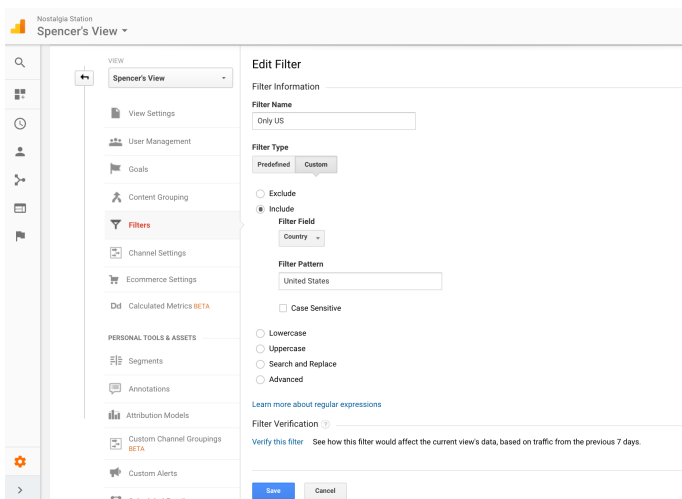 Nostalgia Station
Spencer's View
VIEW
Spencer's View
View Settings
User Management
Goals
Content Grouping
Filters
Channel Settings
Ecommerce Settings
Dd Calculated Metrics BETA
PERSONAL TOOLS & ASSETS
Segments
Annotations
Attribution Models
Custom Channel Groupings
BETA
Custom Alerts
Edit Filter
Filter Information
Filter Name
Only US
Filter Type
Predefined Custom
Exclude
Include
Filter Field
Country
Filter Pattern
United States
Case Sensitive
Lowercase
Uppercase
Search and Replace
Advanced
Learn more about regular expressions
Filter Verification ?
Verify this filter See how this filter would affect the current view's data, based on traffic from the previous 7 days.
Save Cancel